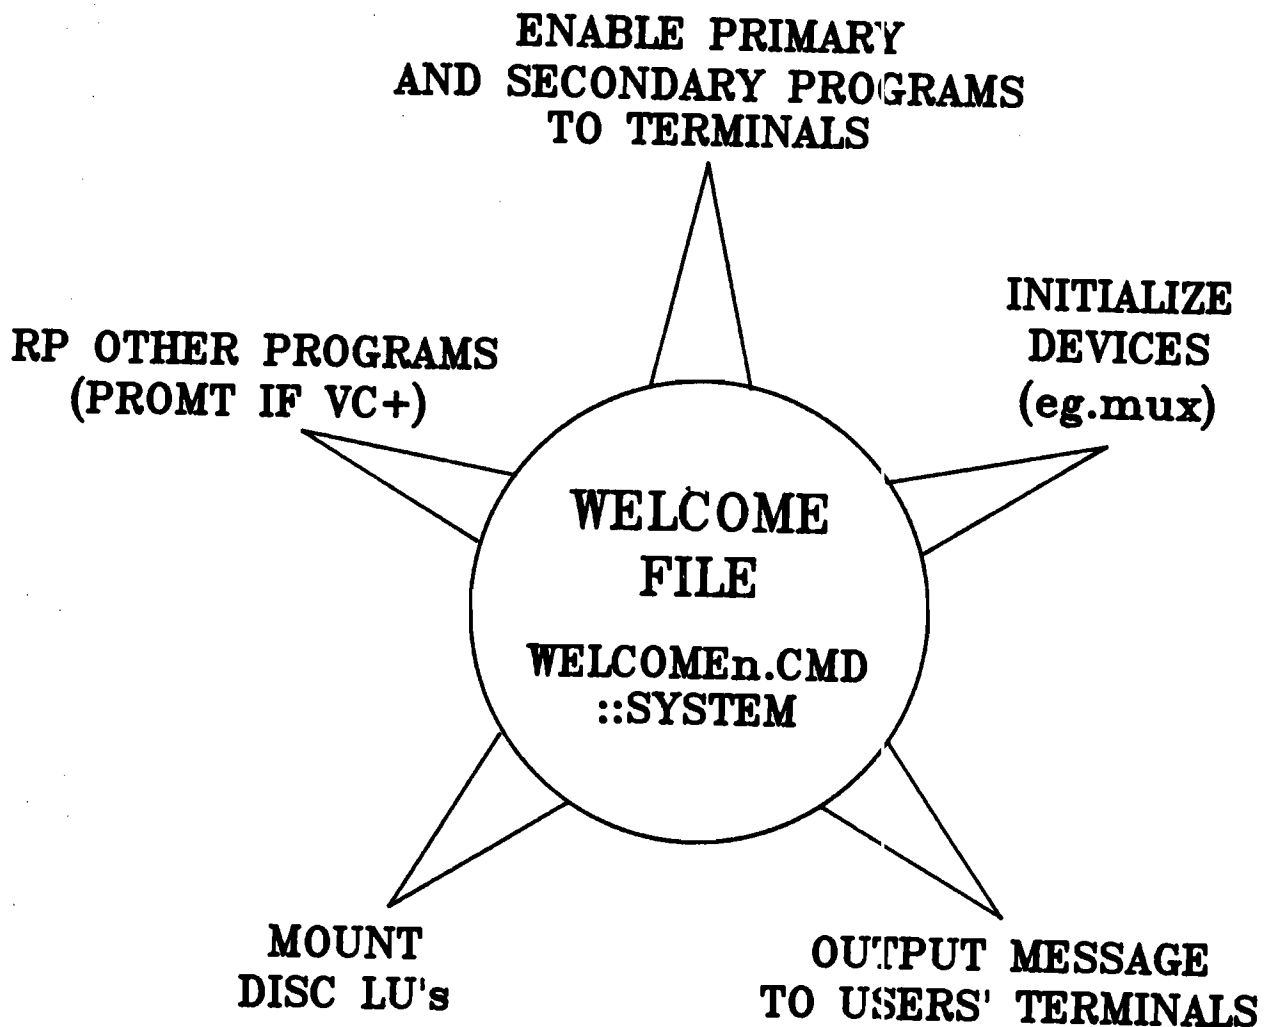 ENABLE PRIMARY
AND SECONDARY PROGRAMS
TO TERMINALS
INITIALIZE
DEVICES
(eg.mux)
RP OTHER PROGRAMS
(PROMT IF VC+)
WELCOME
FILE
WELCOMEn.CMD
::SYSTEM
MOUNT
DISC LU's
OUTPUT MESSAGE
TO USERS' TERMINALS